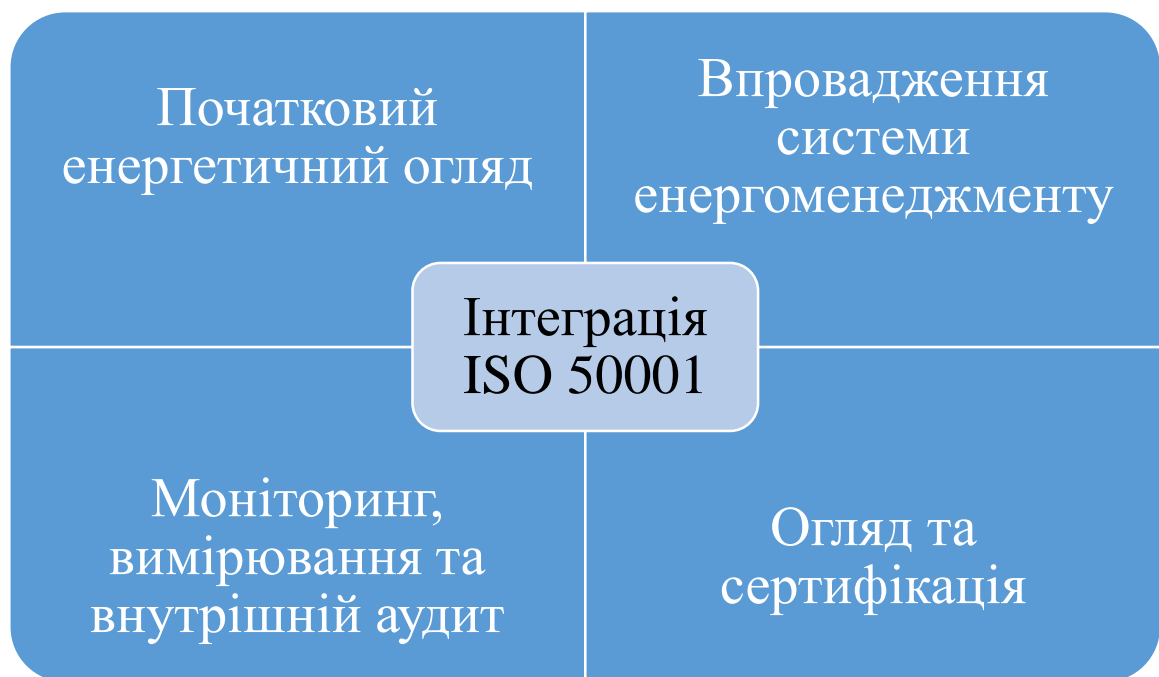 Початковий
енергетичний огляд
Впровадження
системи
енергоменеджменту
Інтеграція
ISO 50001
Моніторинг,
вимірювання та
внутрішній аудит
Огляд та
сертифікація